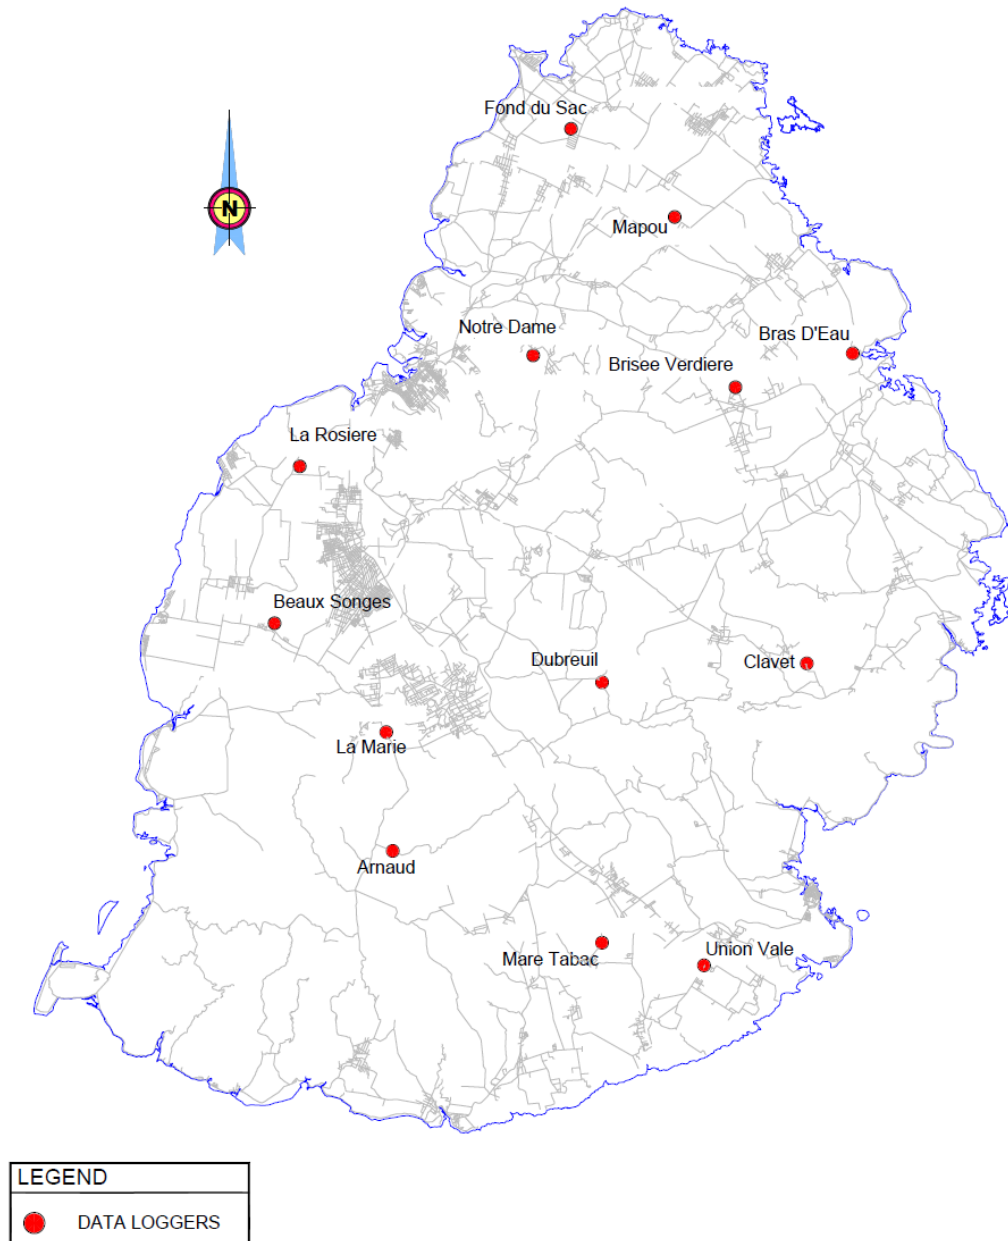 Fond du Sac
N
Mapou
Notre Dame
Bras D'Eau
Brisee Verdiere
La Rosiere
Beaux Songes
Dubreuil
Clavet
La Marie
Arnaud
Mare Tabac
Union Vale
LEGEND
DATA LOGGERS